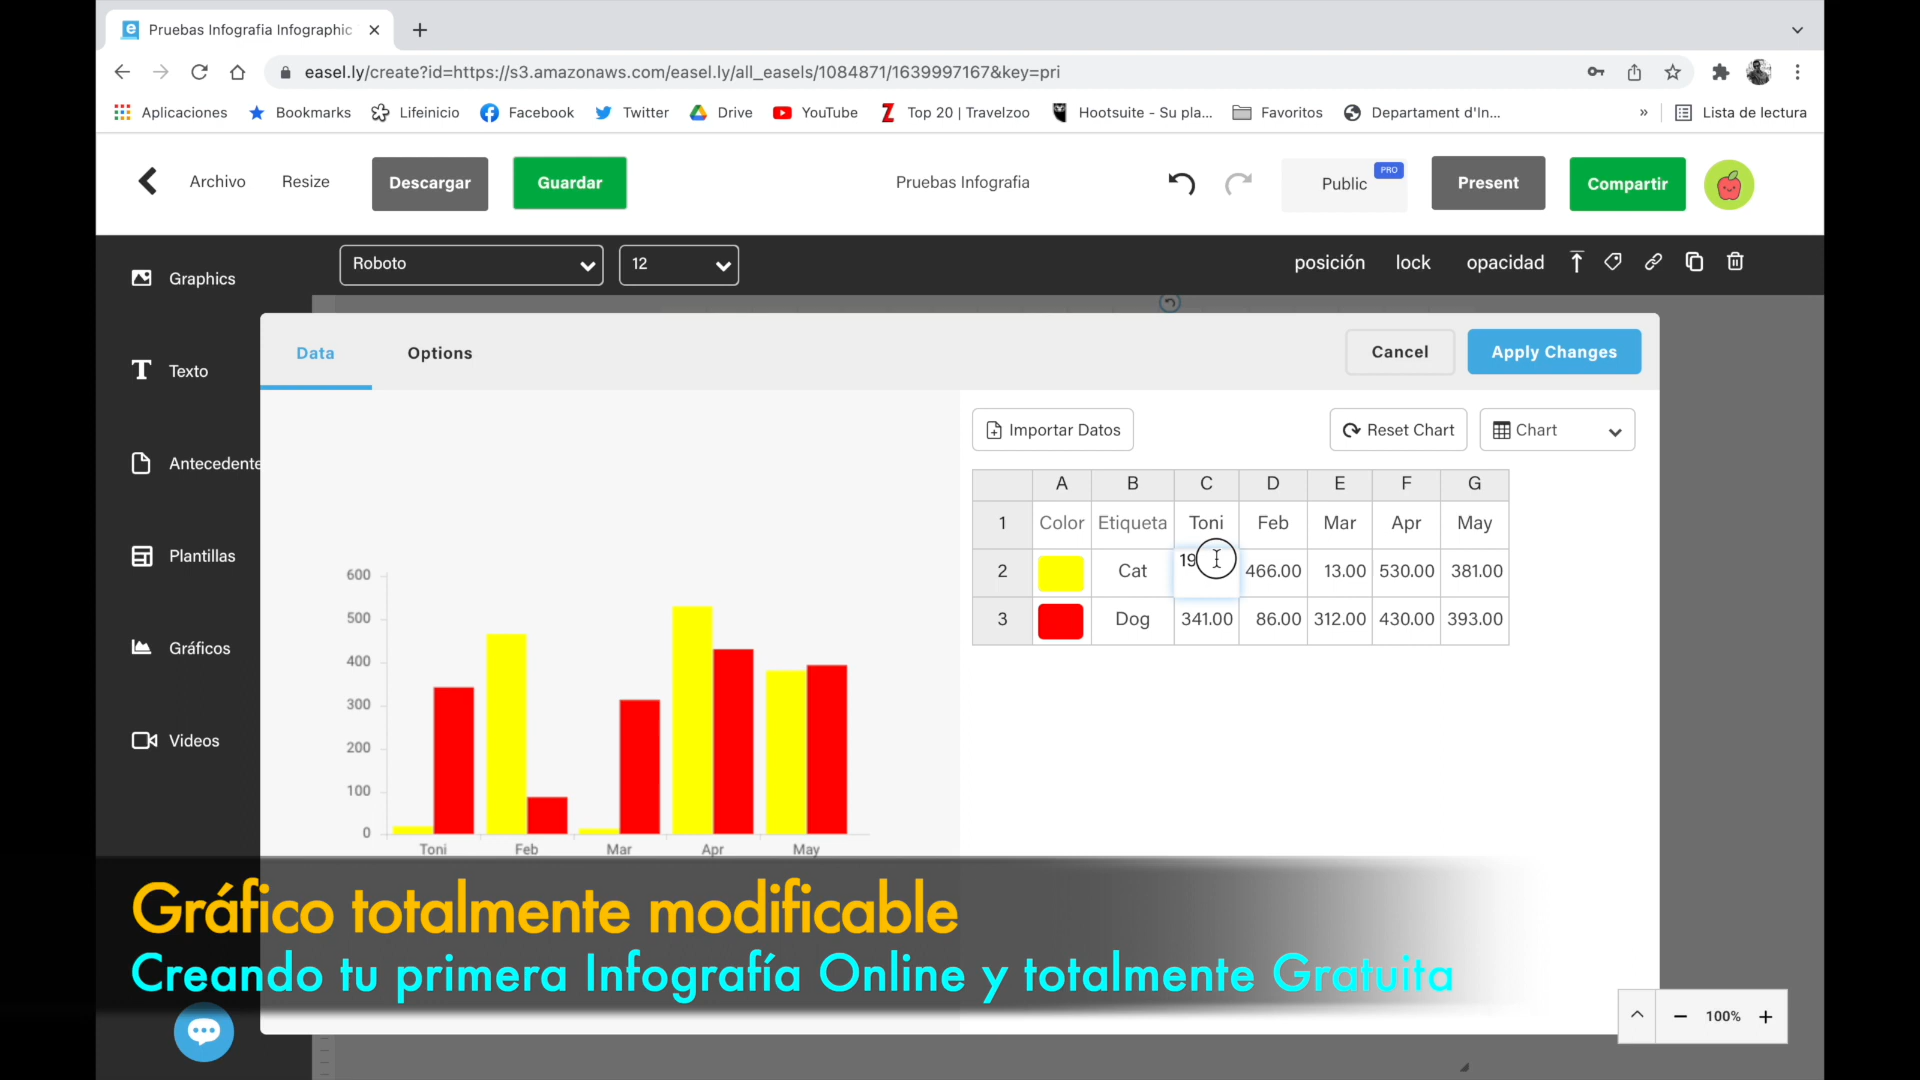 Pruebas Infografia Infographic
easel.ly/create?id=https://s3.amazonaws.com/easel.ly/all_easels/1084871/1639997167&key=pri
Aplicaciones Bookmarks Lifeinicio Facebook Twitter Drive YouTube Top 20 | Travelzoo Hootsuite - Su pla... Favoritos Departament d'In... » Lista de lectura
Archivo Resize Descargar Guardar Pruebas Infografia Public PRO Present Compartir
Roboto 12 posición lock opacidad
Graphics
Texto
Antecedente
Plantillas
Gráficos
Videos
Data Options Cancel Apply Changes
Importar Datos Reset Chart Chart
A B C D E F G
1 Color Etiqueta Toni Feb Mar Apr May
2 Cat 19 466.00 13.00 530.00 381.00
3 Dog 341.00 86.00 312.00 430.00 393.00
600
500
400
300
200
100
0
Toni Feb Mar Apr May
Gráfico totalmente modificable
Creando tu primera Infografía Online y totalmente Gratuita
100%